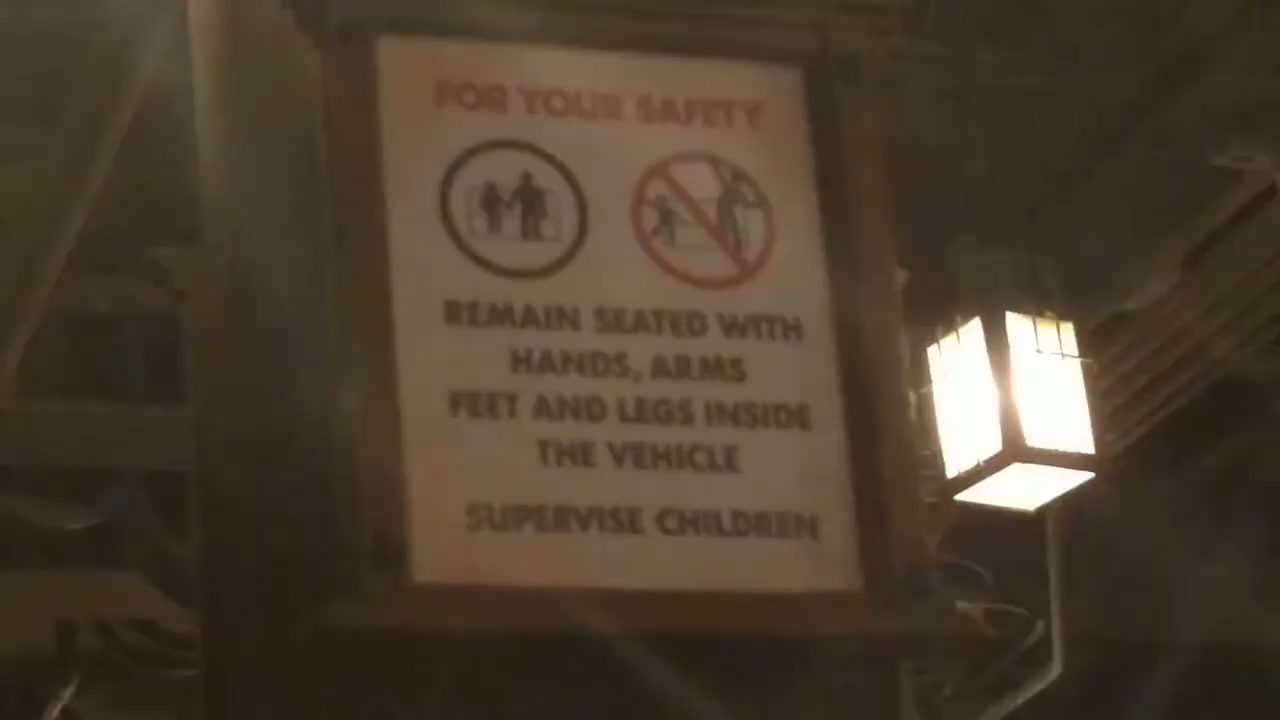 FOR YOUR SAFETY
REMAIN SEATED WITH
HANDS, ARMS
FEET AND LEGS INSIDE
THE VEHICLE
SUPERVISE CHILDREN